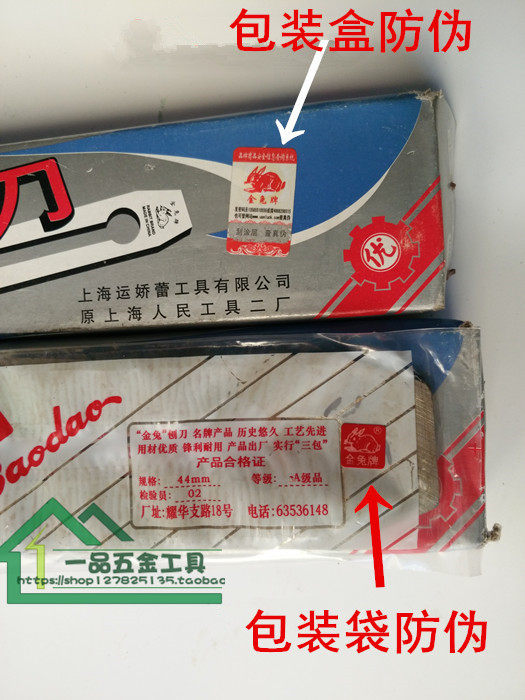 包装盒防伪
刀
金兔牌
刮涂层 查真伪
优
上海运娇蕾工具有限公司
原上海人民工具二厂
Baodao
“金兔”刨刀 名牌产品 历史悠久 工艺先进
用材优质 锋利耐用 产品出厂 实行“三包”
产品合格证
规格: 44mm 等级: A级品
检验员: 02
厂址: 耀华支路18号 电话: 63536148
®
金兔牌
一品五金工具
https://shop127825135.taobao
包装袋防伪